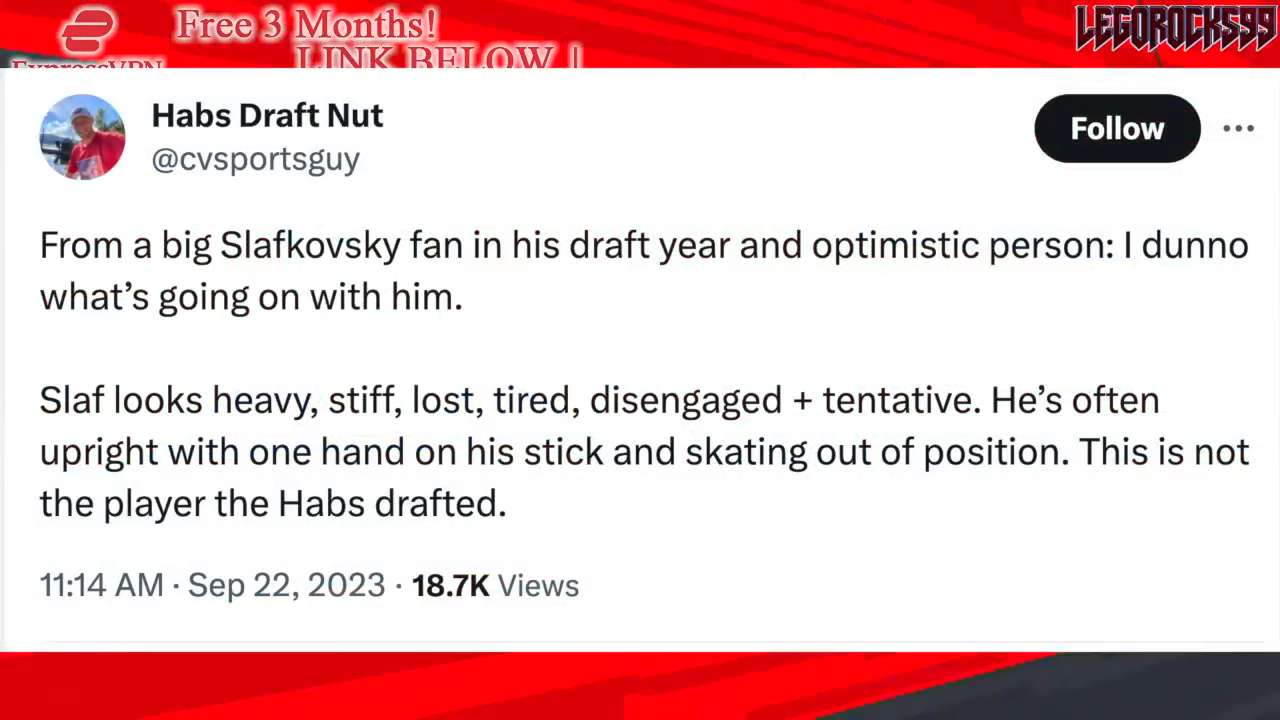 Free 3 Months!
LEGOROCKS99
ExpressVPN
LINK BELOW
Habs Draft Nut
@cvsportsguy
Follow
From a big Slafkovsky fan in his draft year and optimistic person: I dunno
what's going on with him.
Slaf looks heavy, stiff, lost, tired, disengaged + tentative. He's often
upright with one hand on his stick and skating out of position. This is not
the player the Habs drafted.
11:14 AM · Sep 22, 2023 · 18.7K Views